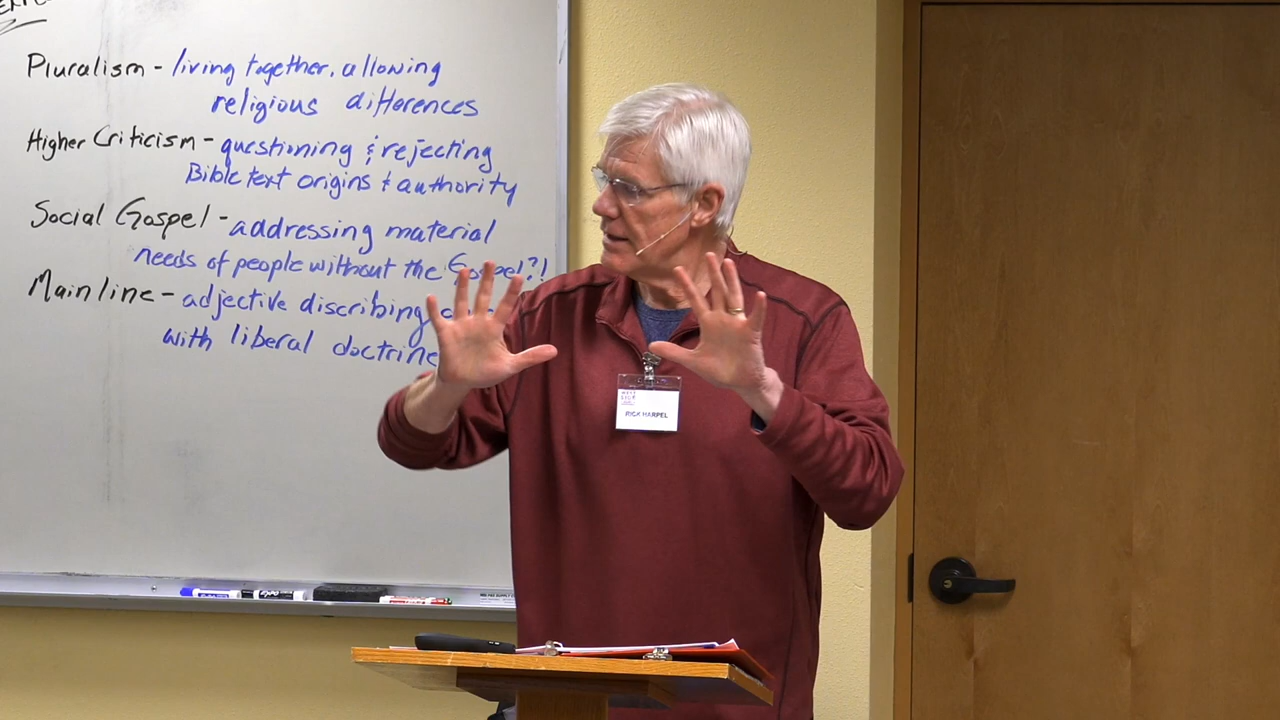 Pluralism - living together, allowing
religious differences
Higher Criticism - questioning & rejecting
Bible text origins & authority
Social Gospel - addressing material
needs of people without the Gospel?!
Mainline - adjective discribing
with liberal doctrine
RICK HARPEL